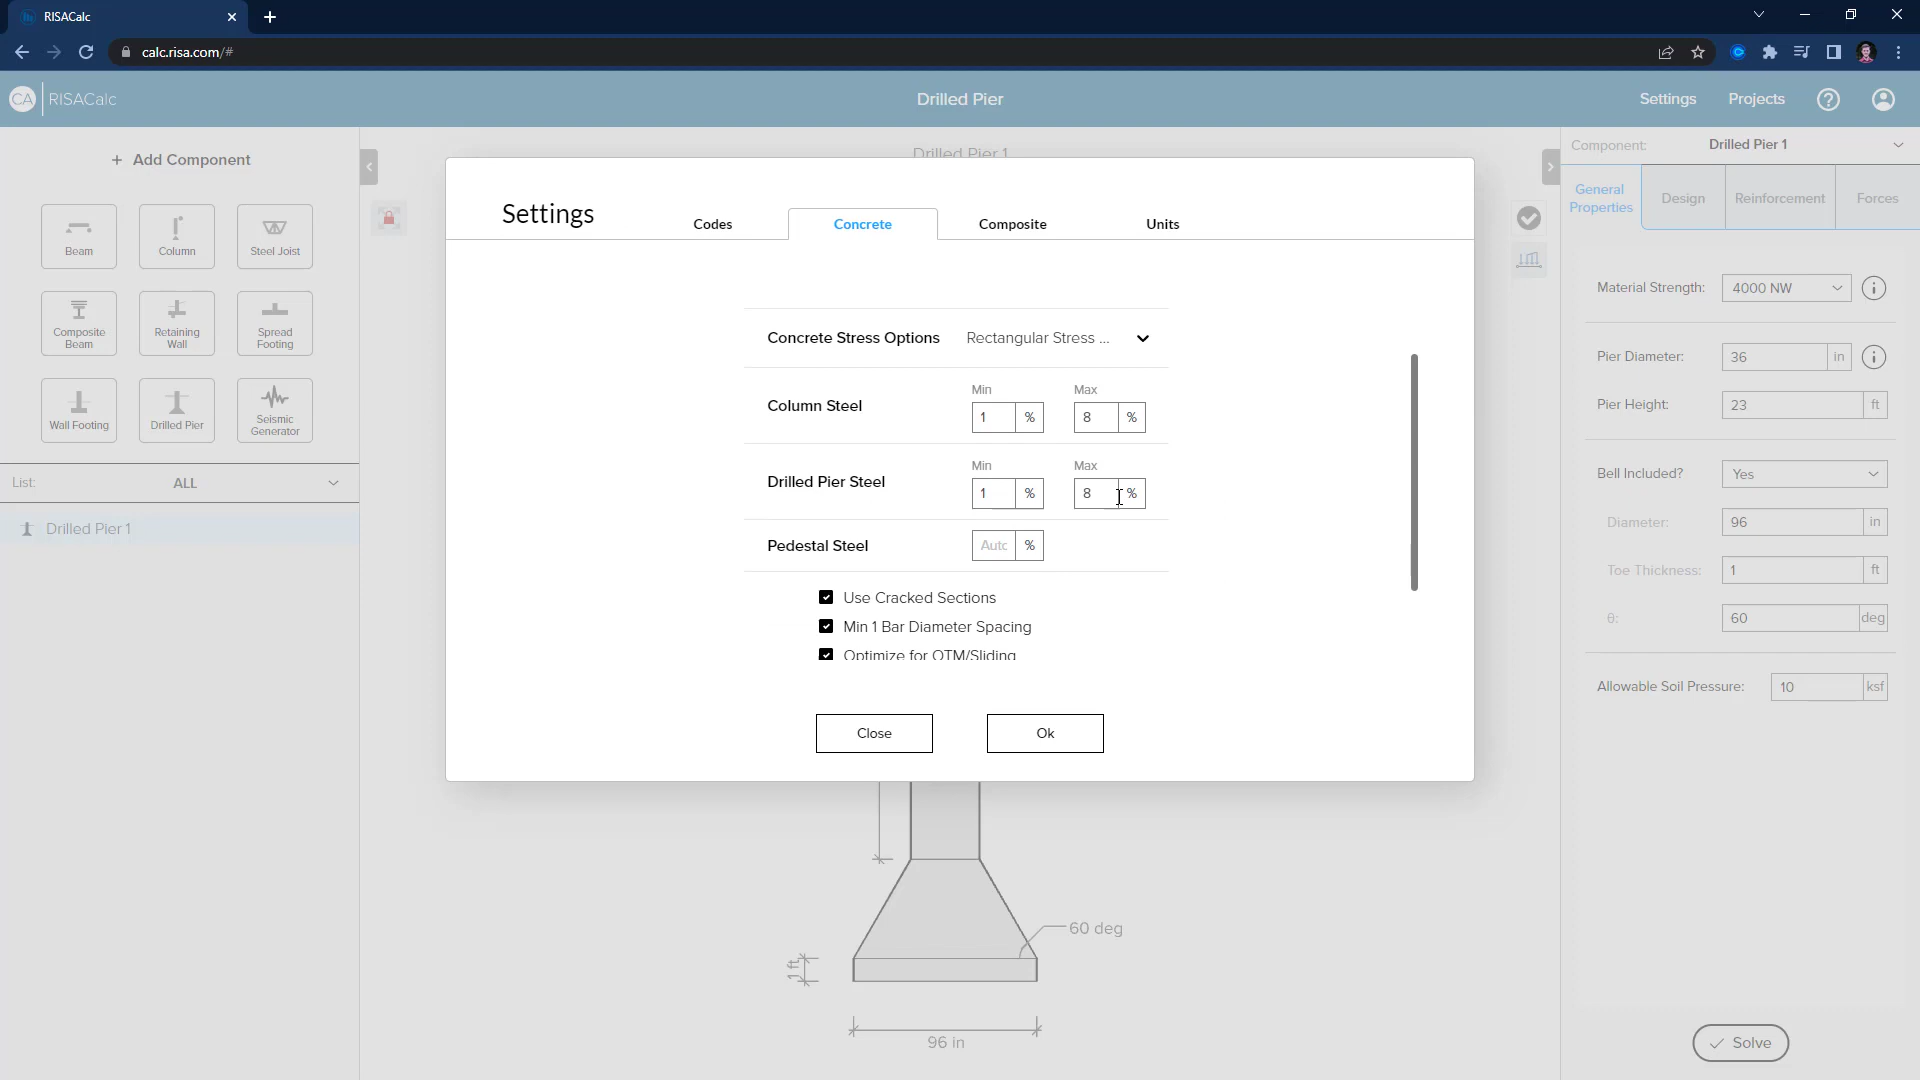 RISACalc
calc.risa.com/#
CA RISACalc
Drilled Pier
Settings
Projects
?
+ Add Component
Beam
Column
Steel Joist
Composite Beam
Retaining Wall
Spread Footing
Wall Footing
Drilled Pier
Seismic Generator
List: ALL
Drilled Pier 1
Drilled Pier 1
Settings
Codes
Concrete
Composite
Units
Concrete Stress Options Rectangular Stress ...
Min Max
Column Steel 1 % 8 %
Min Max
Drilled Pier Steel 1 % 8 %
Pedestal Steel Auto %
Use Cracked Sections
Min 1 Bar Diameter Spacing
Optimize for OTM/Sliding
Close
Ok
60 deg
1 ft
96 in
Component: Drilled Pier 1
General Properties
Design
Reinforcement
Forces
Material Strength: 4000 NW i
Pier Diameter: 36 in i
Pier Height: 23 ft
Bell Included? Yes
Diameter: 96 in
Toe Thickness: 1 ft
θ: 60 deg
Allowable Soil Pressure: 10 ksf
Solve